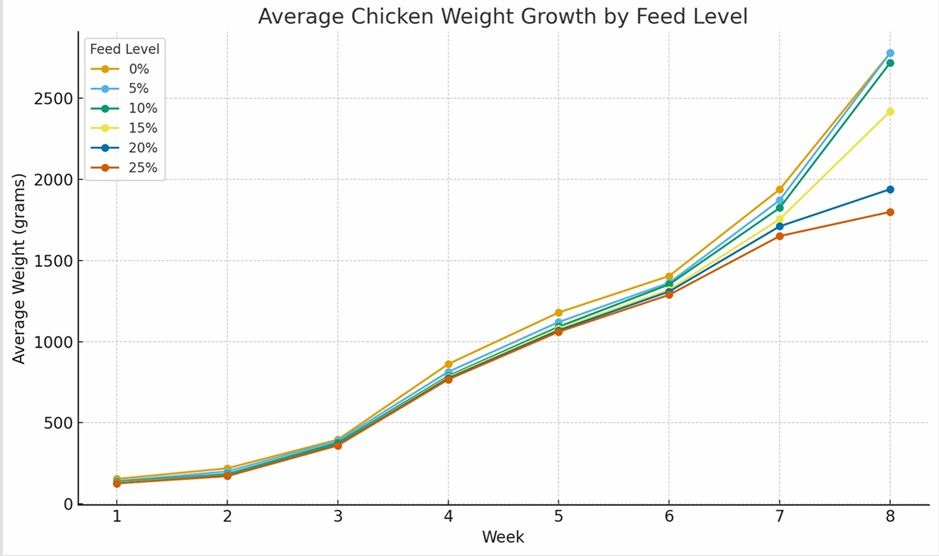 Average Chicken Weight Growth by Feed Level
Feed Level
0%
5%
10%
15%
20%
25%
Average Weight (grams)
2500
2000
1500
1000
500
0
1 2 3 4 5 6 7 8
Week